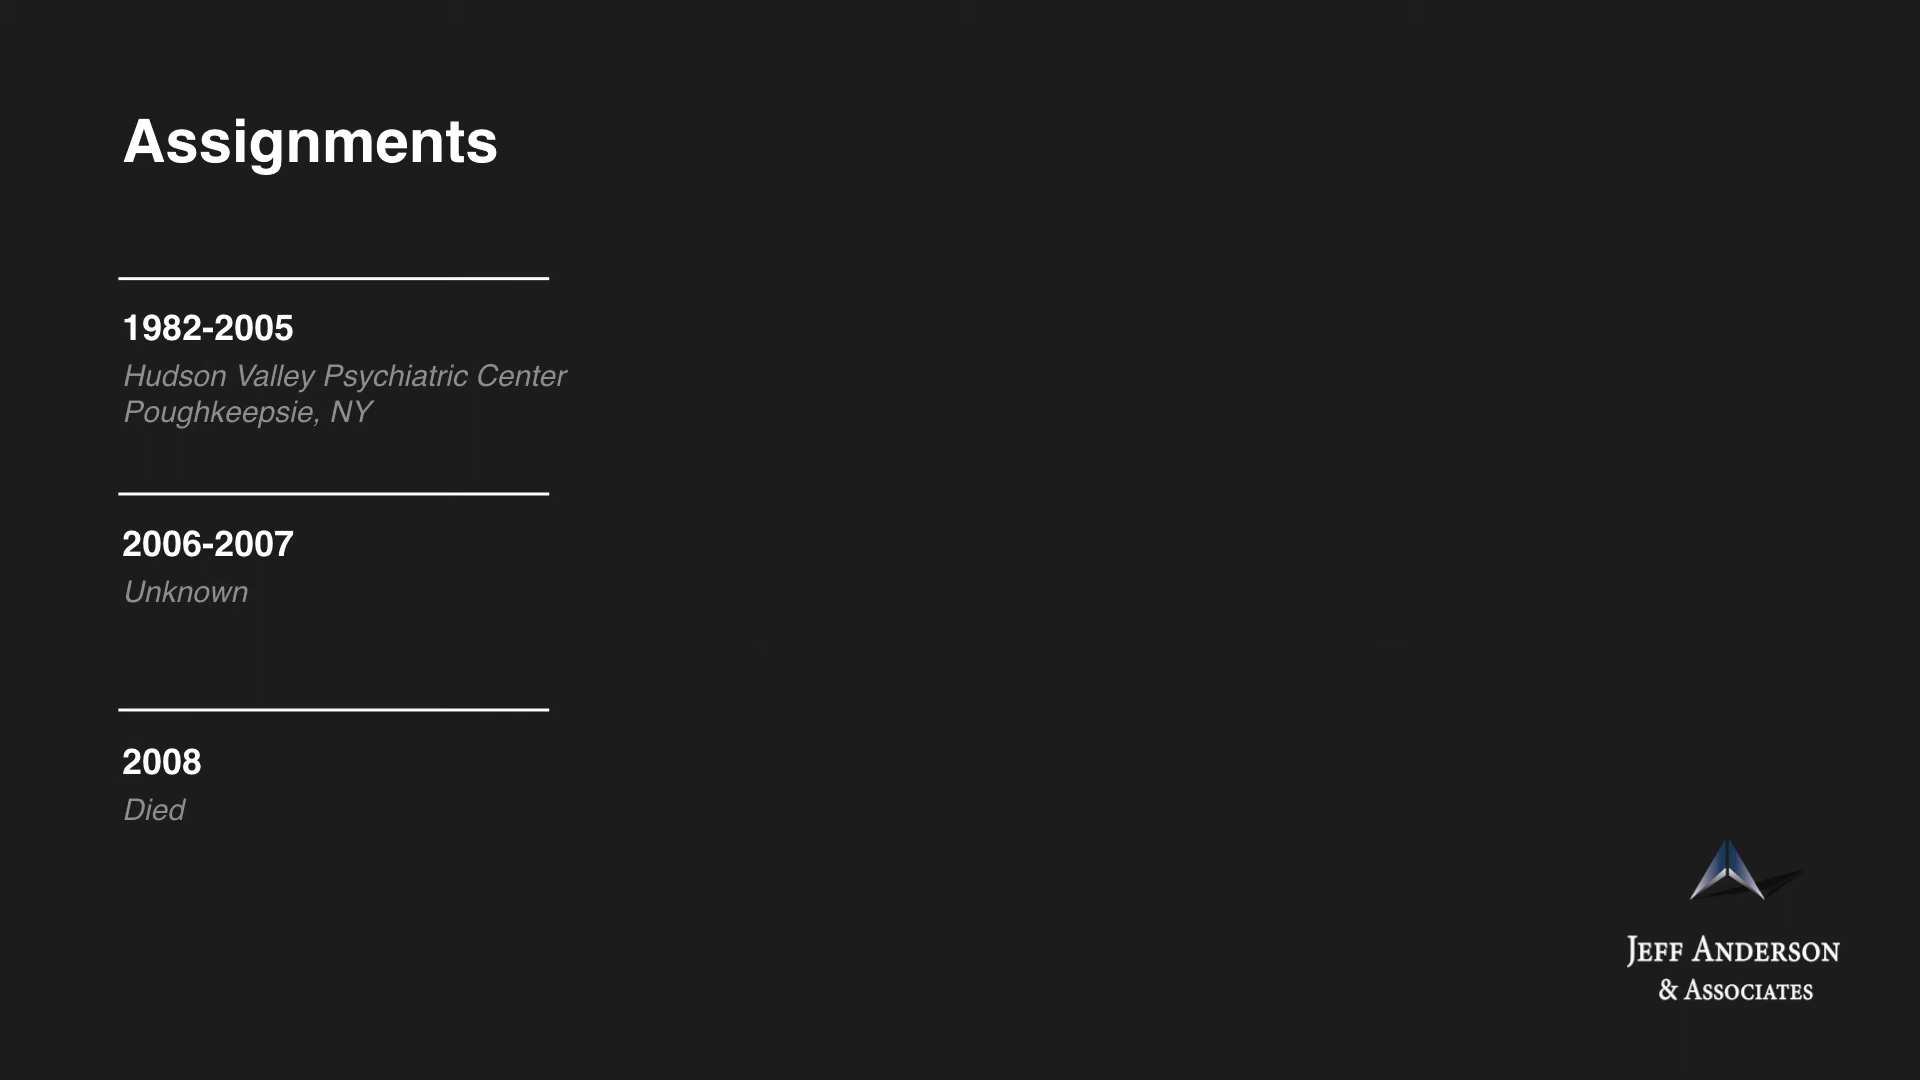 Assignments
1982-2005
Hudson Valley Psychiatric Center
Poughkeepsie, NY
2006-2007
Unknown
2008
Died
JEFF ANDERSON
& ASSOCIATES